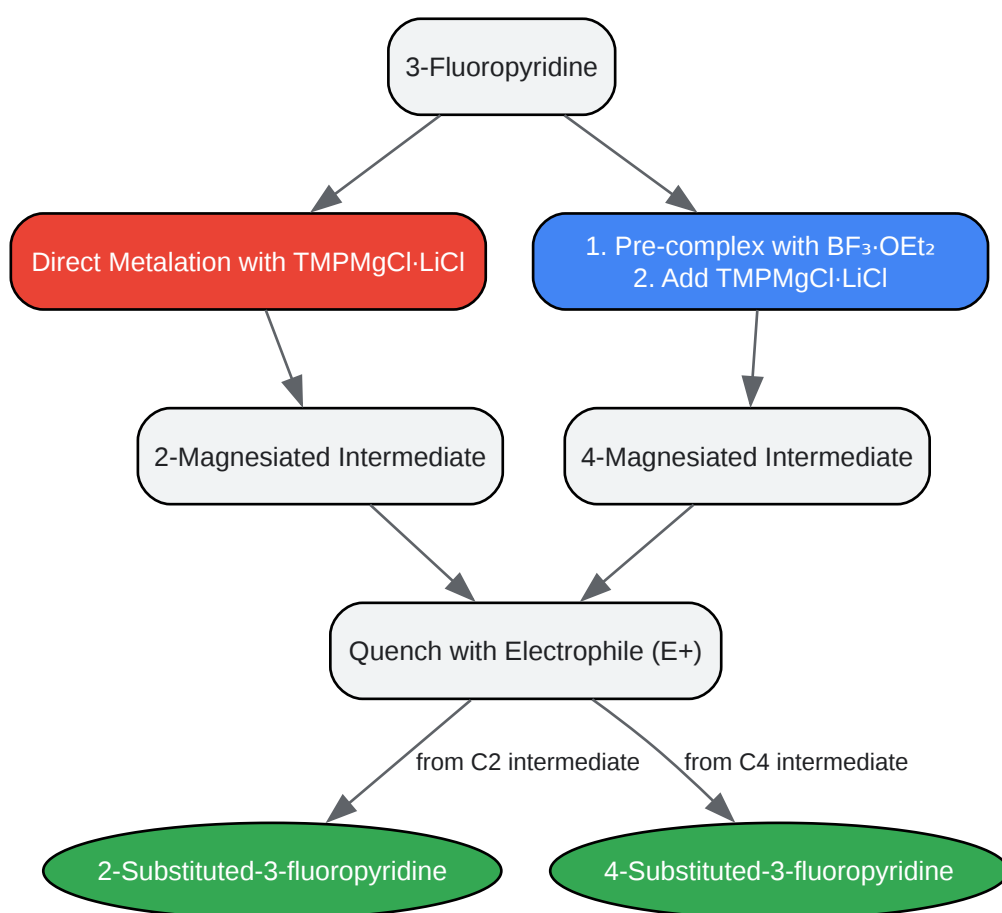 3-Fluoropyridine
Direct Metalation with TMPMgCl·LiCl
1. Pre-complex with BF₃·OEt₂
2. Add TMPMgCl·LiCl
2-Magnesiated Intermediate
4-Magnesiated Intermediate
Quench with Electrophile (E+)
from C2 intermediate
from C4 intermediate
2-Substituted-3-fluoropyridine
4-Substituted-3-fluoropyridine